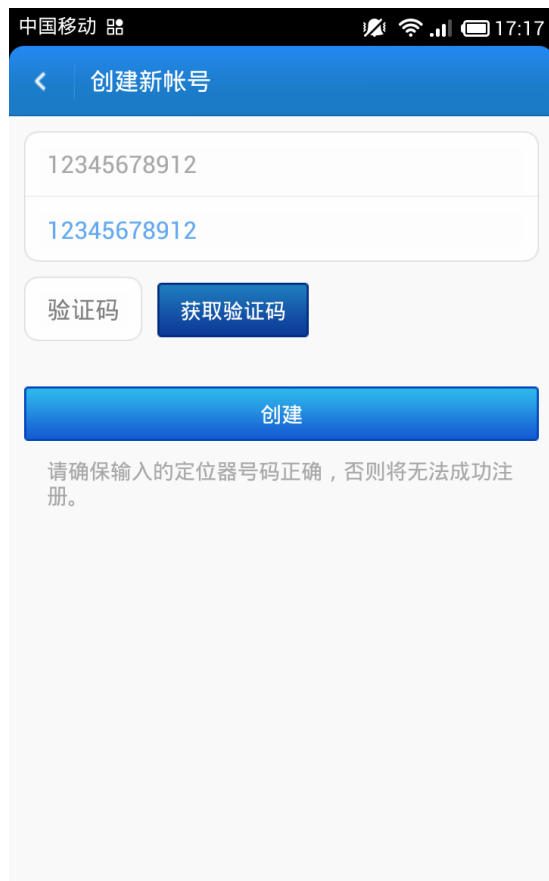 中国移动 17:17
创建新帐号
12345678912
12345678912
验证码 获取验证码
创建
请确保输入的定位器号码正确，否则将无法成功注
册。